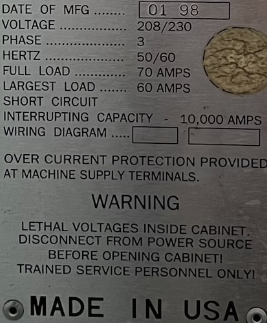 DATE OF MFG ........ 01 98
VOLTAGE ................. 208/230
PHASE ..................... 3
HERTZ ..................... 50/60
FULL LOAD ............. 70 AMPS
LARGEST LOAD ...... 60 AMPS
SHORT CIRCUIT
INTERRUPTING CAPACITY - 10,000 AMPS
WIRING DIAGRAM .....
OVER CURRENT PROTECTION PROVIDED
AT MACHINE SUPPLY TERMINALS.
WARNING
LETHAL VOLTAGES INSIDE CABINET.
DISCONNECT FROM POWER SOURCE
BEFORE OPENING CABINET!
TRAINED SERVICE PERSONNEL ONLY!
MADE IN USA